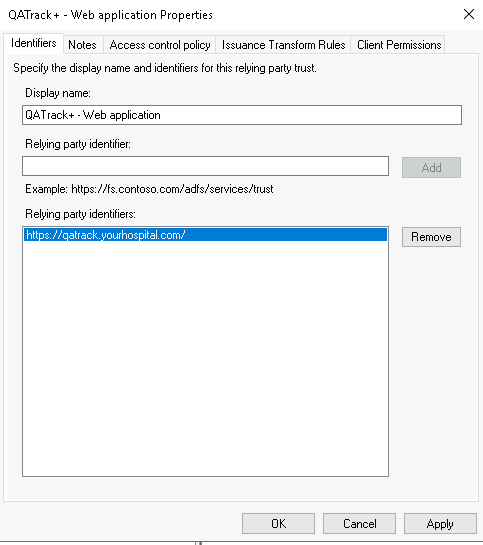 QATrack+ - Web application Properties
Identifiers Notes Access control policy Issuance Transform Rules Client Permissions
Specify the display name and identifiers for this relying party trust.
Display name:
QATrack+ - Web application
Relying party identifier:
Add
Example: https://fs.contoso.com/adfs/services/trust
Relying party identifiers:
https://qatrack.yourhospital.com/
Remove
OK Cancel Apply